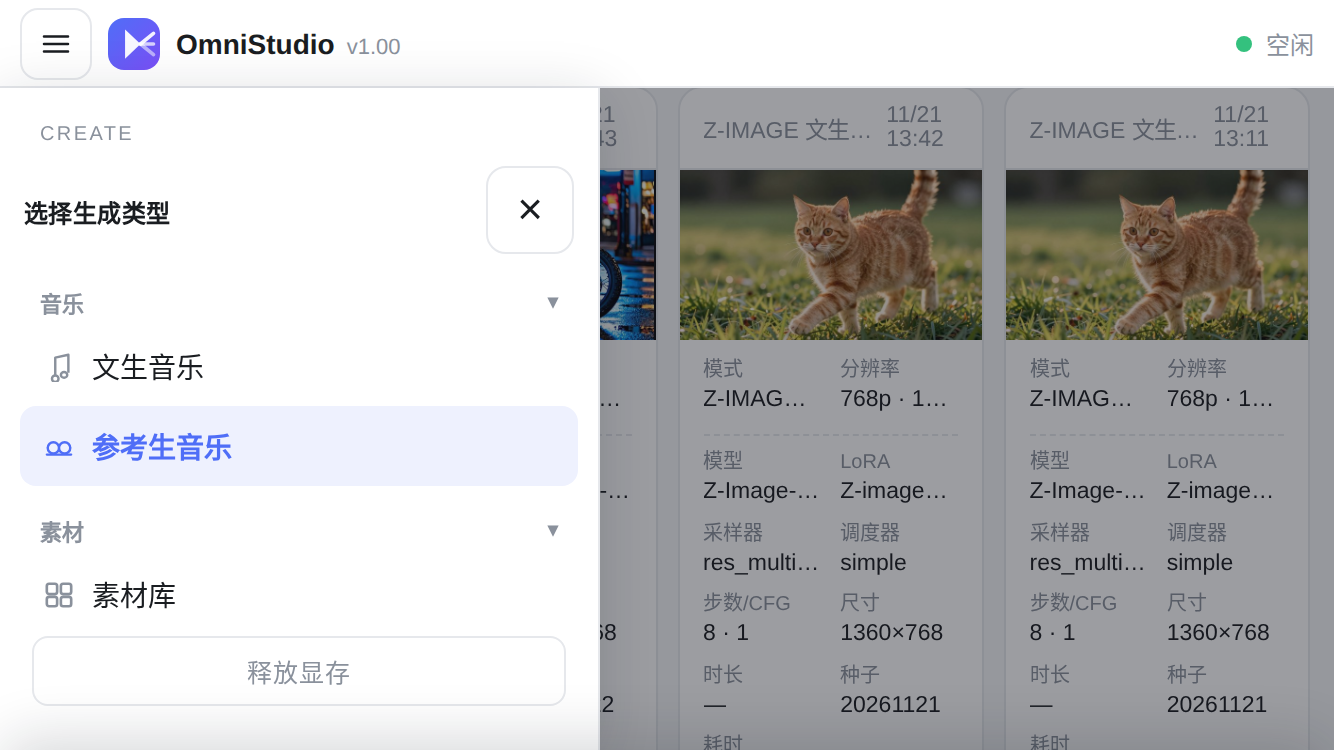 OmniStudio v1.00
空闲
CREATE
选择生成类型
音乐
文生音乐
参考生音乐
素材
素材库
释放显存
Z-IMAGE 文生…
11/21
13:42
模式
分辨率
Z-IMAG…
768p · 1…
模型
LoRA
Z-Image-…
Z-image…
采样器
调度器
res_multi…
simple
步数/CFG
尺寸
8 · 1
1360×768
时长
种子
—
20261121
耗时
Z-IMAGE 文生…
11/21
13:11
模式
分辨率
Z-IMAG…
768p · 1…
模型
LoRA
Z-Image-…
Z-image…
采样器
调度器
res_multi…
simple
步数/CFG
尺寸
8 · 1
1360×768
时长
种子
—
20261121
耗时